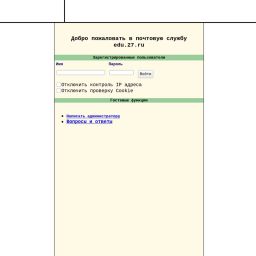 Добро пожаловать в почтовую службу
edu.27.ru
Зарегистрированные пользователи
Имя Пароль
Войти
Отключить контроль IP адреса
Отключить проверку Cookie
Гостевые функции
Написать администратору
Вопросы и ответы